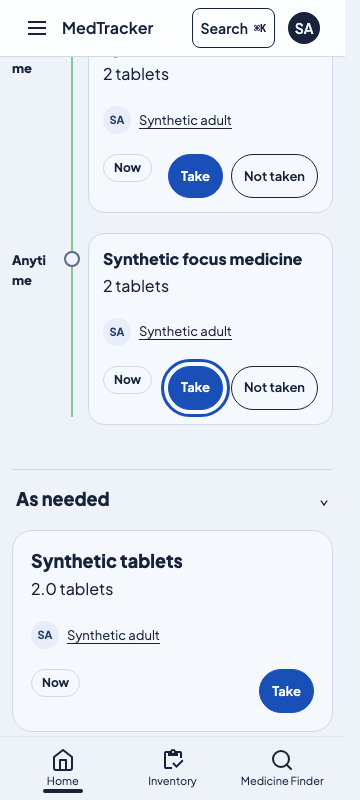 MedTracker
Search ⌘K
SA
me
2 tablets
SA
Synthetic adult
Now
Take
Not taken
Anyti
me
Synthetic focus medicine
2 tablets
SA
Synthetic adult
Now
Take
Not taken
As needed
Synthetic tablets
2.0 tablets
SA
Synthetic adult
Now
Take
Home
Inventory
Medicine Finder